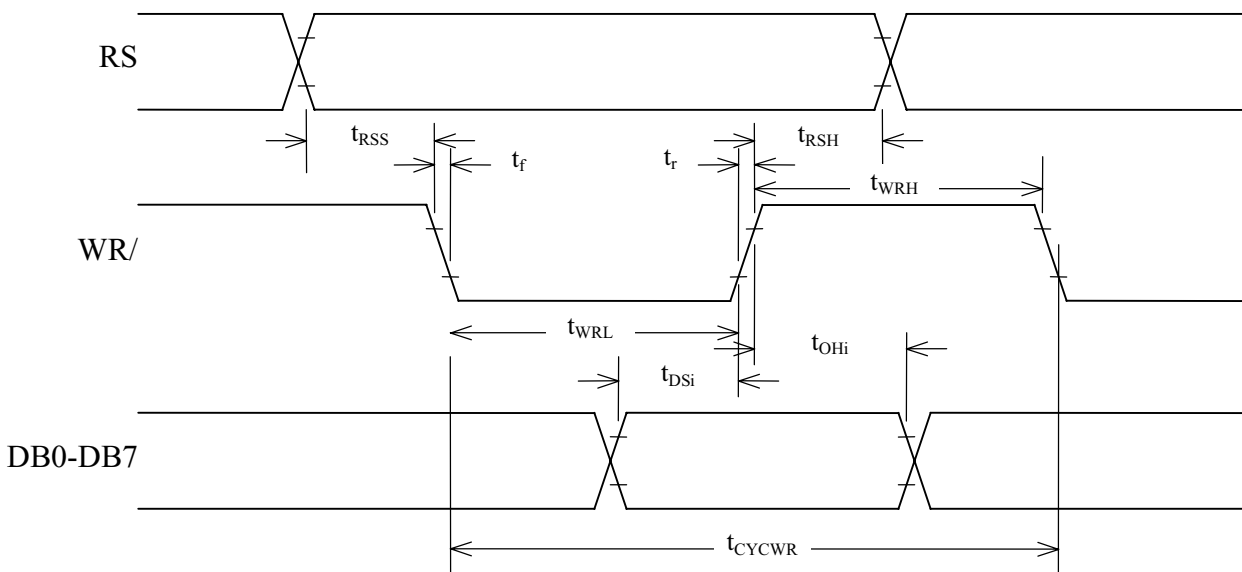 RS
tRSS
tRSH
tf
tr
tWRH
WR/
tWRL
tOHi
tDSi
DB0-DB7
tCYCWR